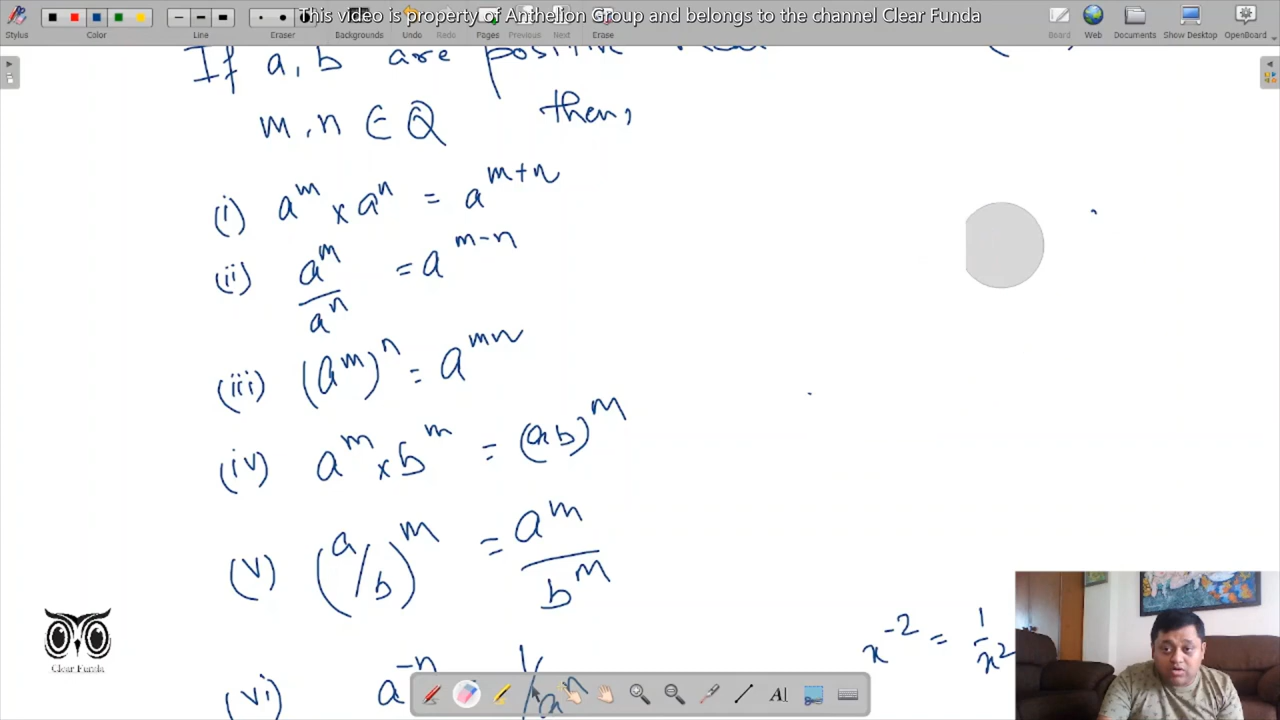 This video is property of Anthelion Group and belongs to the channel Clear Funda
Stylus Color Line Eraser Backgrounds Undo Redo Pages Previous Next Erase Board Web Documents Show Desktop OpenBoard
If a, b are positive
m, n ∈ Q then,
(i) a^m × a^n = a^{m+n}
(ii) a^m / a^n = a^{m-n}
(iii) (a^m)^n = a^{mn}
(iv) a^m × b^m = (ab)^m
(v) (a/b)^m = a^m / b^m
x^{-2} = 1/x^2
(vi) a^{-n} 1/a^n
Clear Funda